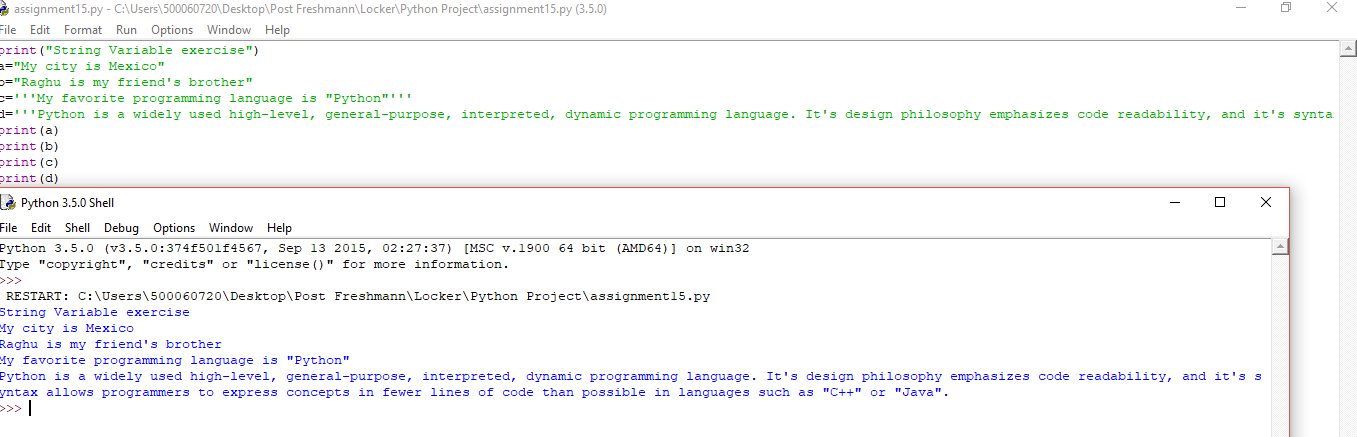 assignment15.py - C:\Users\500060720\Desktop\Post Freshmann\Locker\Python Project\assignment15.py (3.5.0)
File Edit Format Run Options Window Help
print("String Variable exercise")
a="My city is Mexico"
b="Raghu is my friend's brother"
c='''My favorite programming language is "Python"'''
d='''Python is a widely used high-level, general-purpose, interpreted, dynamic programming language. It's design philosophy emphasizes code readability, and it's synta
print(a)
print(b)
print(c)
print(d)
Python 3.5.0 Shell
File Edit Shell Debug Options Window Help
Python 3.5.0 (v3.5.0:374f501f4567, Sep 13 2015, 02:27:37) [MSC v.1900 64 bit (AMD64)] on win32
Type "copyright", "credits" or "license()" for more information.
>>>
RESTART: C:\Users\500060720\Desktop\Post Freshmann\Locker\Python Project\assignment15.py
String Variable exercise
My city is Mexico
Raghu is my friend's brother
My favorite programming language is "Python"
Python is a widely used high-level, general-purpose, interpreted, dynamic programming language. It's design philosophy emphasizes code readability, and it's s
yntax allows programmers to express concepts in fewer lines of code than possible in languages such as "C++" or "Java".
>>>